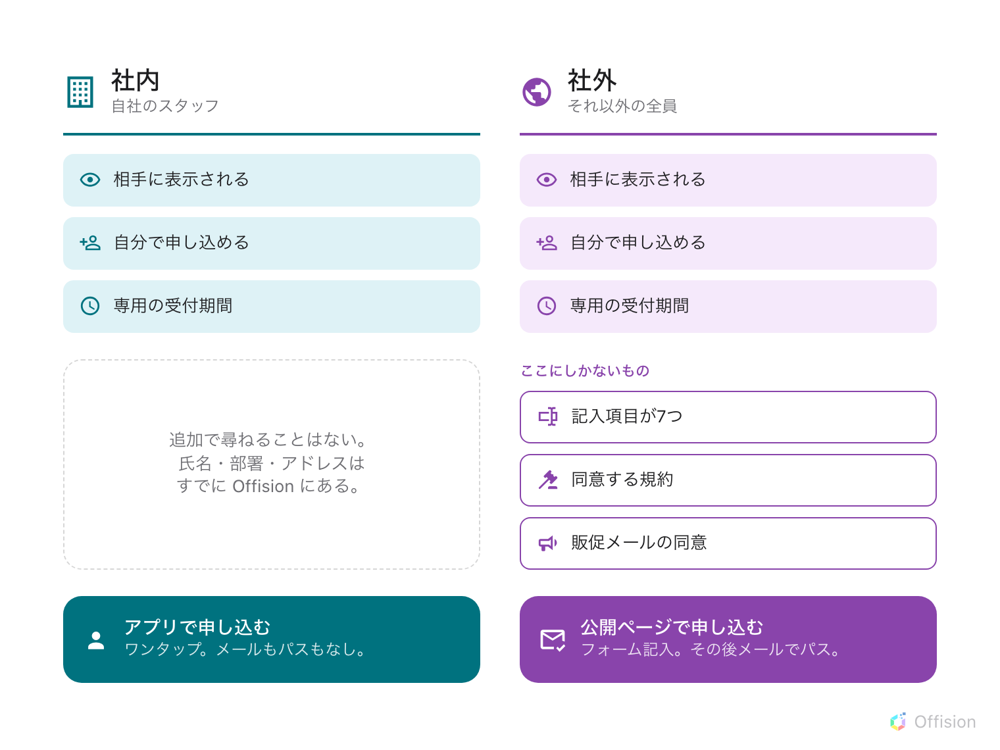 社内
自社のスタッフ
相手に表示される
自分で申し込める
専用の受付期間
追加で尋ねることはない。
氏名・部署・アドレスは
すでに Offision にある。
アプリで申し込む
ワンタップ。メールもパスもなし。
社外
それ以外の全員
相手に表示される
自分で申し込める
専用の受付期間
ここにしかないもの
記入項目が7つ
同意する規約
販促メールの同意
公開ページで申し込む
フォーム記入。その後メールでパス。
Offision